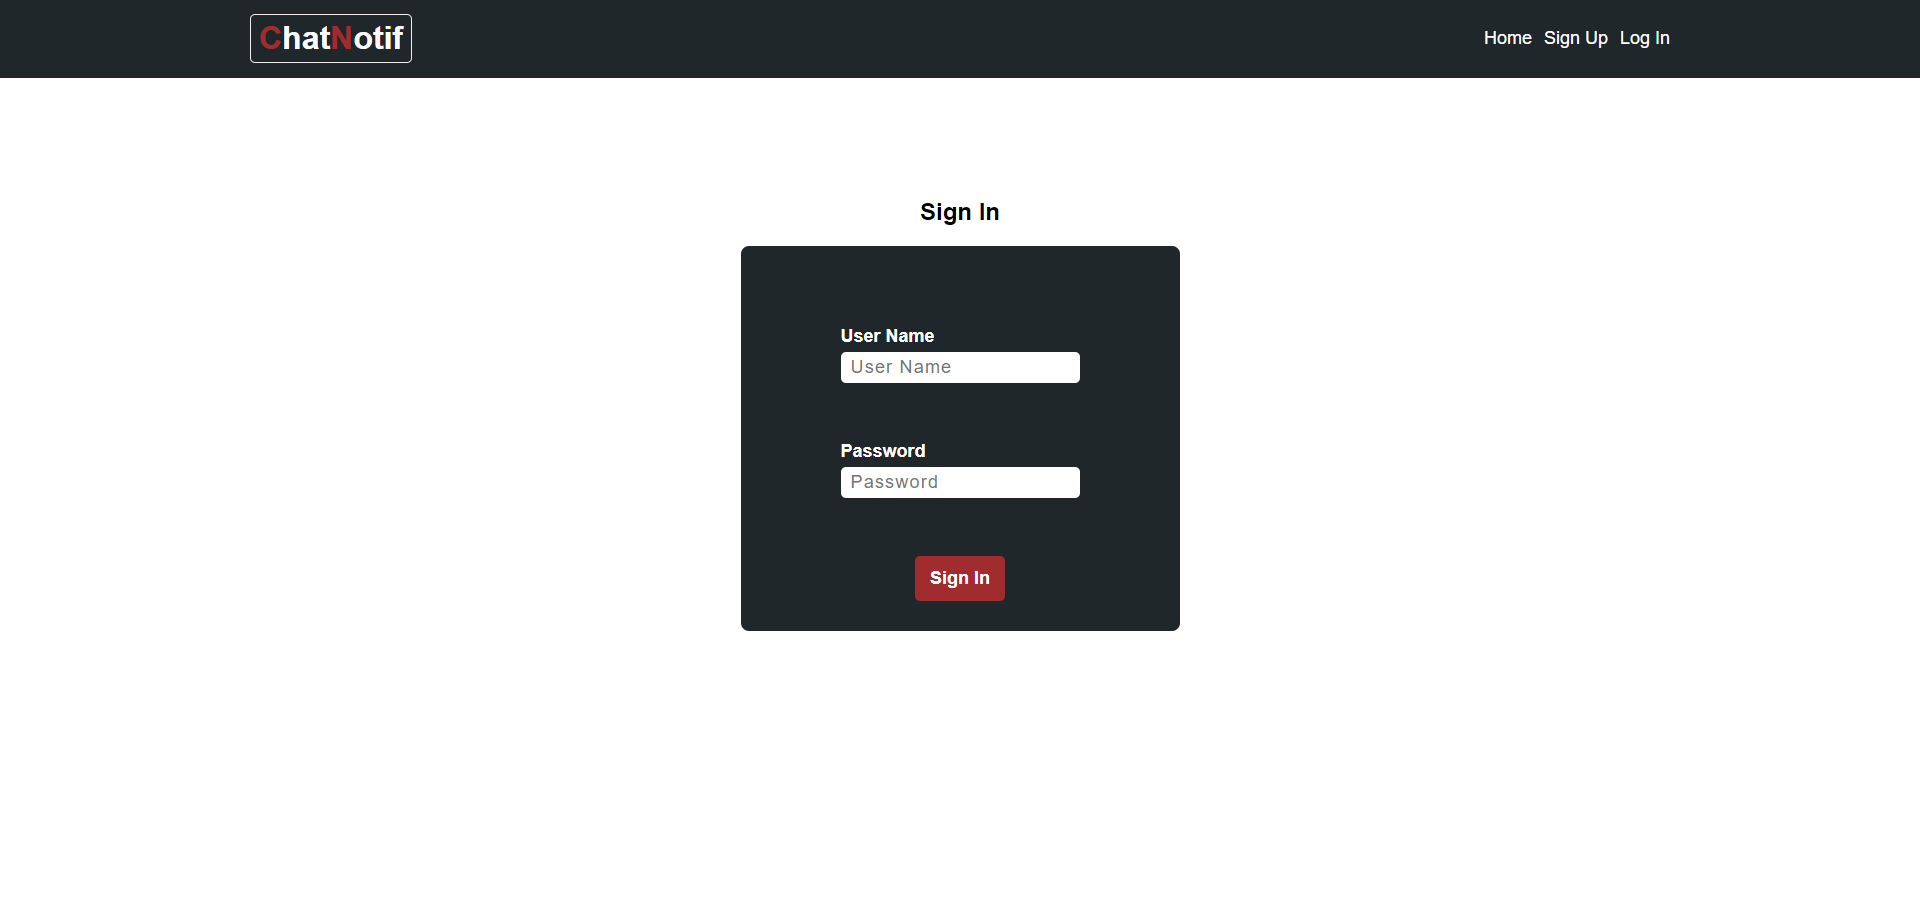 ChatNotif
Home Sign Up Log In
Sign In
User Name
User Name
Password
Password
Sign In